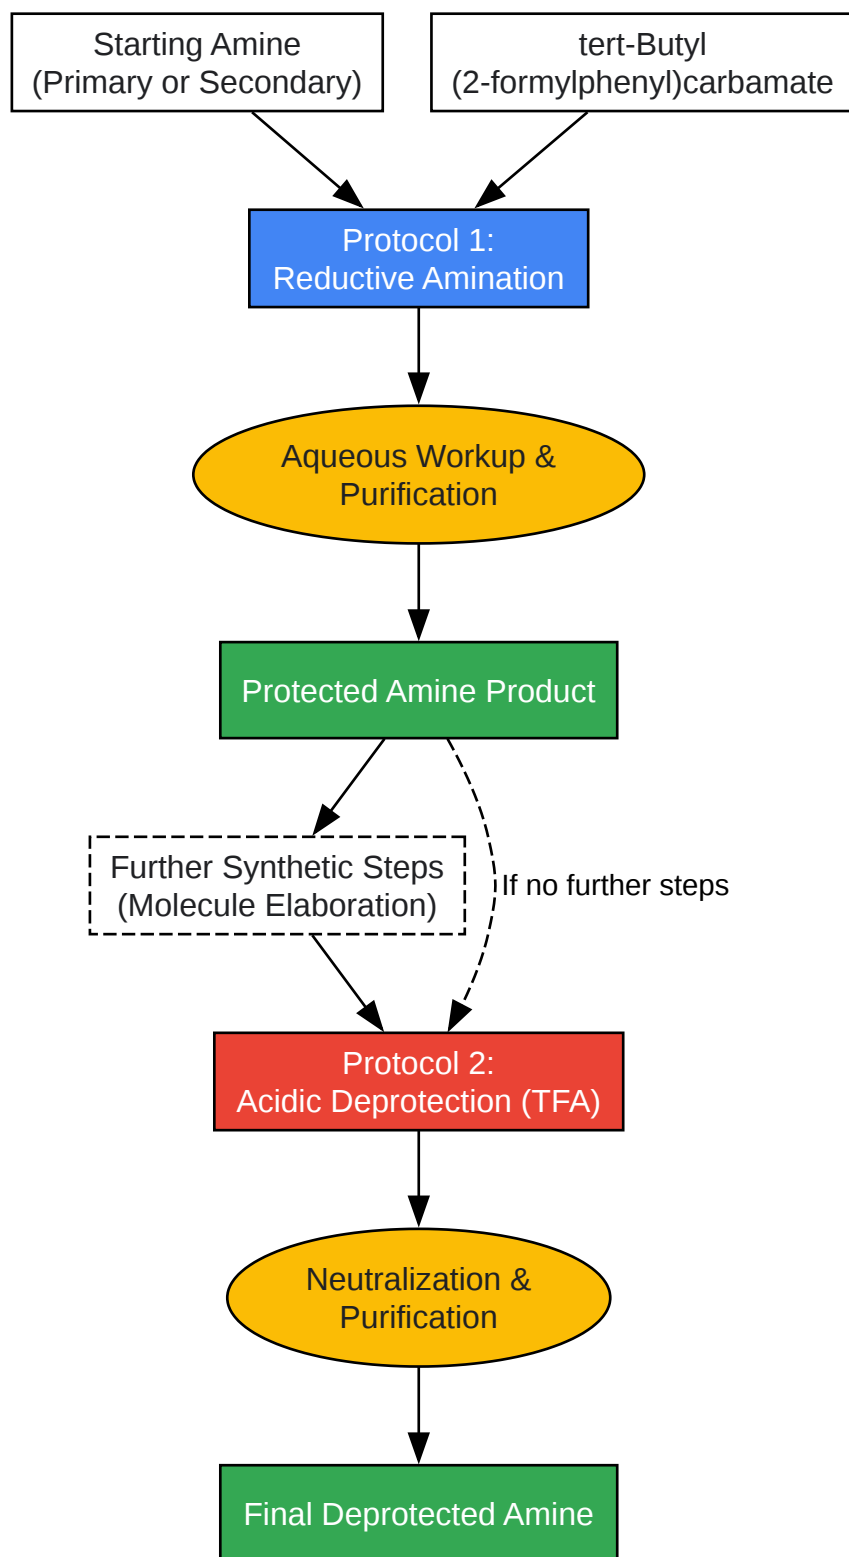 Starting Amine
(Primary or Secondary)
tert-Butyl
(2-formylphenyl)carbamate
Protocol 1:
Reductive Amination
Aqueous Workup &
Purification
Protected Amine Product
Further Synthetic Steps
(Molecule Elaboration)
If no further steps
Protocol 2:
Acidic Deprotection (TFA)
Neutralization &
Purification
Final Deprotected Amine